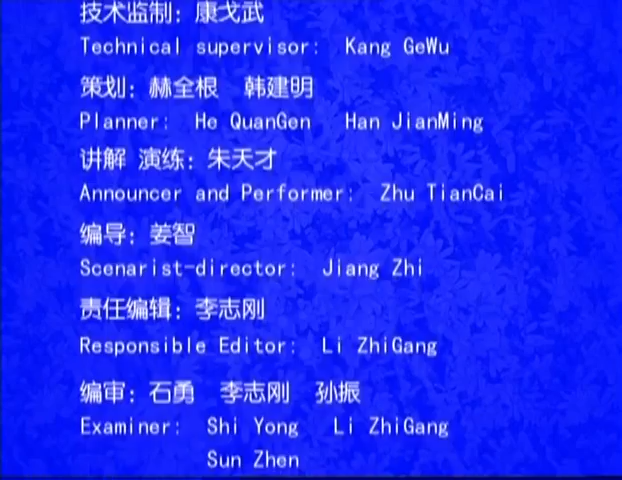 技术监制：康戈武
Technical supervisor: Kang GeWu
策划：赫全根 韩建明
Planner: He QuanGen Han JianMing
讲解 演练：朱天才
Announcer and Performer: Zhu TianCai
编导：姜智
Scenarist-director: Jiang Zhi
责任编辑：李志刚
Responsible Editor: Li ZhiGang
编审：石勇 李志刚 孙振
Examiner: Shi Yong Li ZhiGang
Sun Zhen